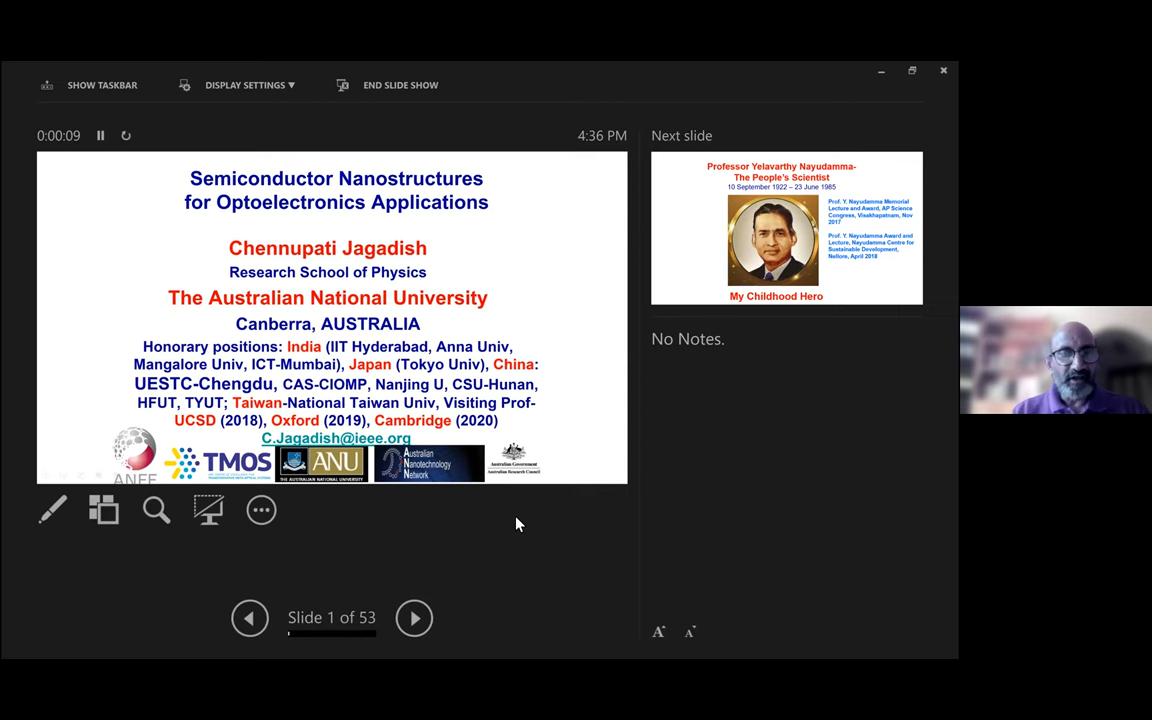 SHOW TASKBAR
DISPLAY SETTINGS ▼
END SLIDE SHOW
0:00:09
4:36 PM
Semiconductor Nanostructures
for Optoelectronics Applications
Chennupati Jagadish
Research School of Physics
The Australian National University
Canberra, AUSTRALIA
Honorary positions: India (IIT Hyderabad, Anna Univ,
Mangalore Univ, ICT-Mumbai), Japan (Tokyo Univ), China:
UESTC-Chengdu, CAS-CIOMP, Nanjing U, CSU-Hunan,
HFUT, TYUT; Taiwan-National Taiwan Univ, Visiting Prof-
UCSD (2018), Oxford (2019), Cambridge (2020)
C.Jagadish@ieee.org
ANFF
TMOS
ANU
THE AUSTRALIAN NATIONAL UNIVERSITY
Australian
Nanotechnology
Network
Australian Government
Australian Research Council
Next slide
Professor Yelavarthy Nayudamma-
The People's Scientist
10 September 1922 – 23 June 1985
Prof. Y. Nayudamma Memorial
Lecture and Award, AP Science
Congress, Visakhapatnam, Nov
2017
Prof. Y. Nayudamma Award and
Lecture, Nayudamma Centre for
Sustainable Development,
Nellore, April 2018
My Childhood Hero
No Notes.
Slide 1 of 53
A A